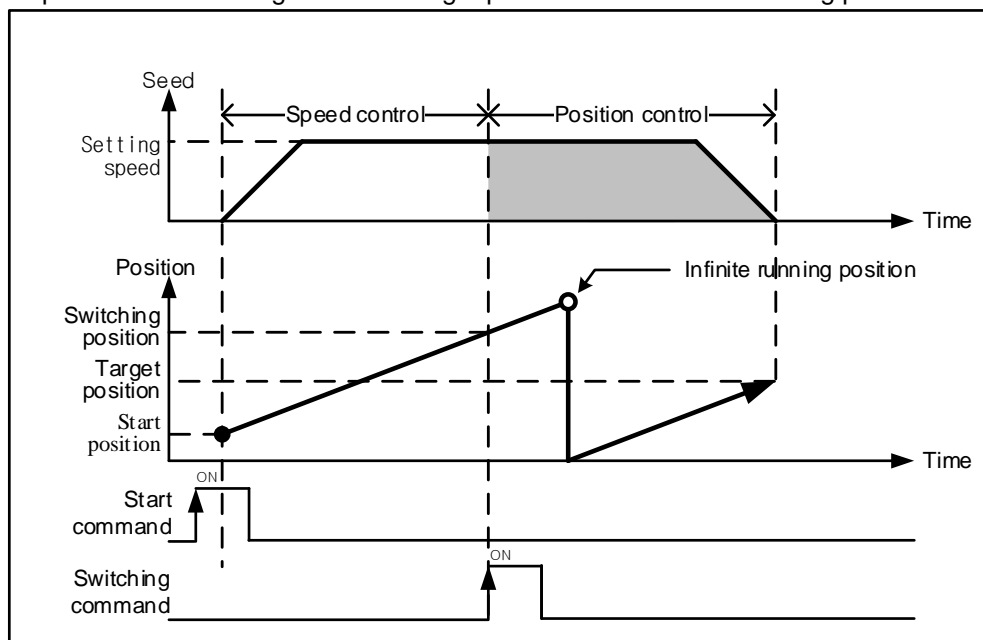 Seed
Speed control
Position control
Setting
speed
Time
Position
Infinite running position
Switching
position
Target
position
Start
position
Time
ON
Start
command
ON
Switching
command